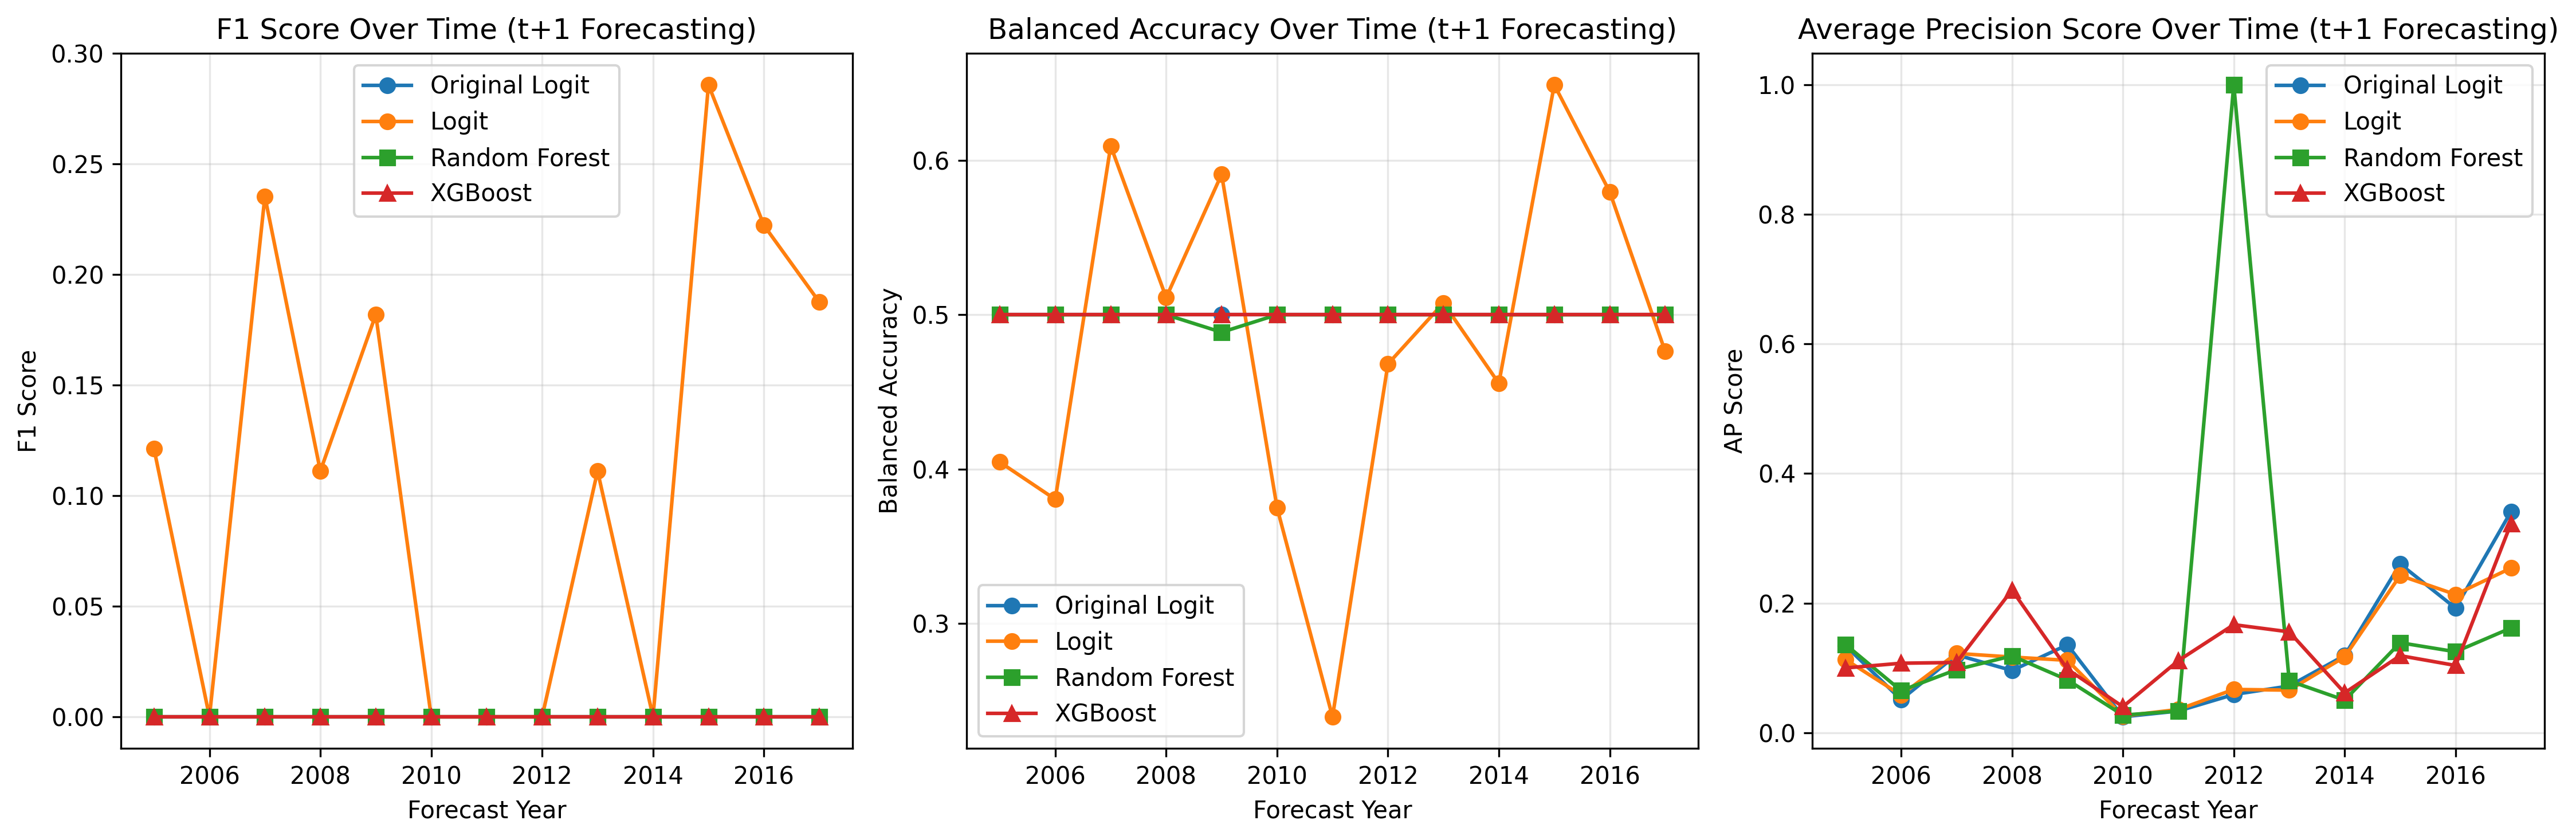 F1 Score Over Time (t+1 Forecasting)
0.30
0.25
0.20
0.15
0.10
0.05
0.00
F1 Score
Original Logit
Logit
Random Forest
XGBoost
2006 2008 2010 2012 2014 2016
Forecast Year
Balanced Accuracy Over Time (t+1 Forecasting)
0.6
0.5
0.4
0.3
Balanced Accuracy
Original Logit
Logit
Random Forest
XGBoost
2006 2008 2010 2012 2014 2016
Forecast Year
Average Precision Score Over Time (t+1 Forecasting)
1.0
0.8
0.6
0.4
0.2
0.0
AP Score
Original Logit
Logit
Random Forest
XGBoost
2006 2008 2010 2012 2014 2016
Forecast Year